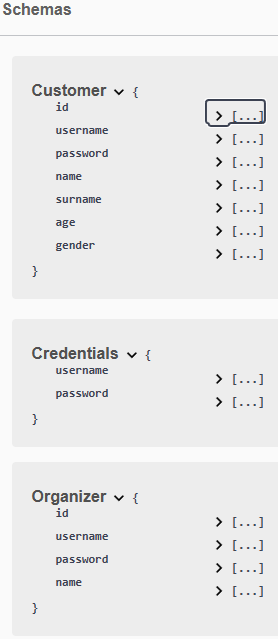 Schemas
Customer {
id [...]
username [...]
password [...]
name [...]
surname [...]
age [...]
gender [...]
}
Credentials {
username [...]
password [...]
}
Organizer {
id [...]
username [...]
password [...]
name [...]
}